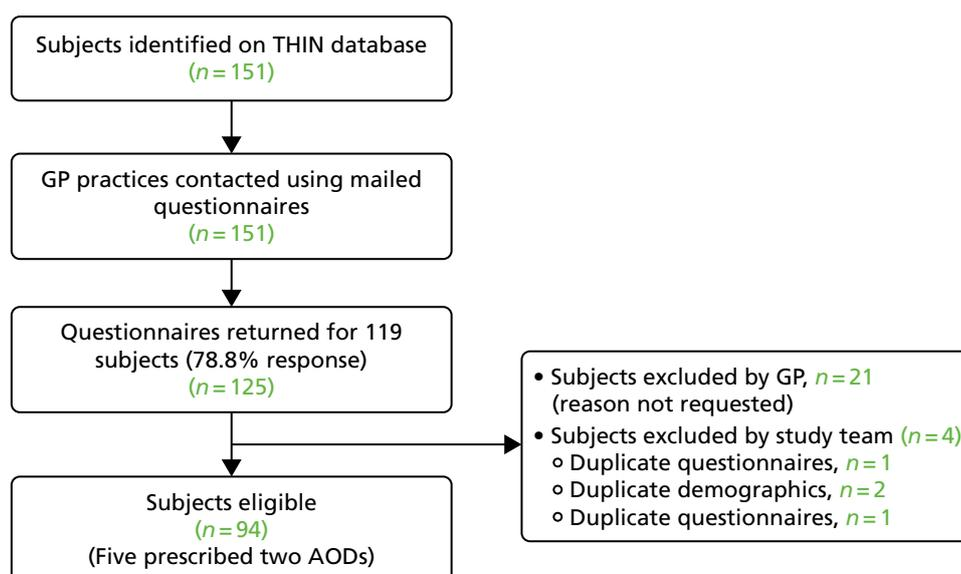 Subjects identified on THIN database
(n=151)
GP practices contacted using mailed
questionnaires
(n=151)
Questionnaires returned for 119
subjects (78.8% response)
(n=125)
• Subjects excluded by GP, n=21
(reason not requested)
• Subjects excluded by study team (n=4)
⚬ Duplicate questionnaires, n=1
⚬ Duplicate demographics, n=2
⚬ Duplicate questionnaires, n=1
Subjects eligible
(n=94)
(Five prescribed two AODs)